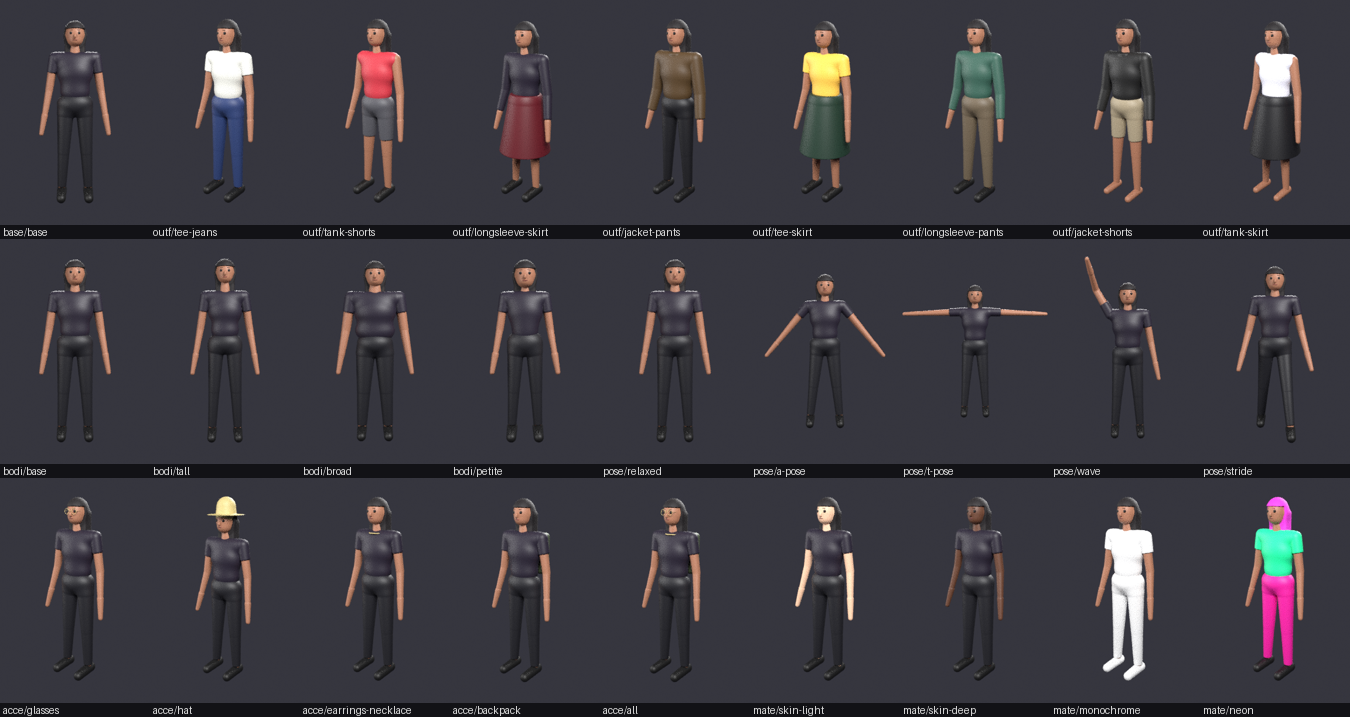 base/base outf/tee-jeans outf/tank-shorts outf/longsleeve-skirt outf/jacket-pants outf/tee-skirt outf/longsleeve-pants outf/jacket-shorts outf/tank-skirt
bodi/base bodi/tall bodi/broad bodi/petite pose/relaxed pose/a-pose pose/t-pose pose/wave pose/stride
acce/glasses acce/hat acce/earrings-necklace acce/backpack acce/all mate/skin-light mate/skin-deep mate/monochrome mate/neon